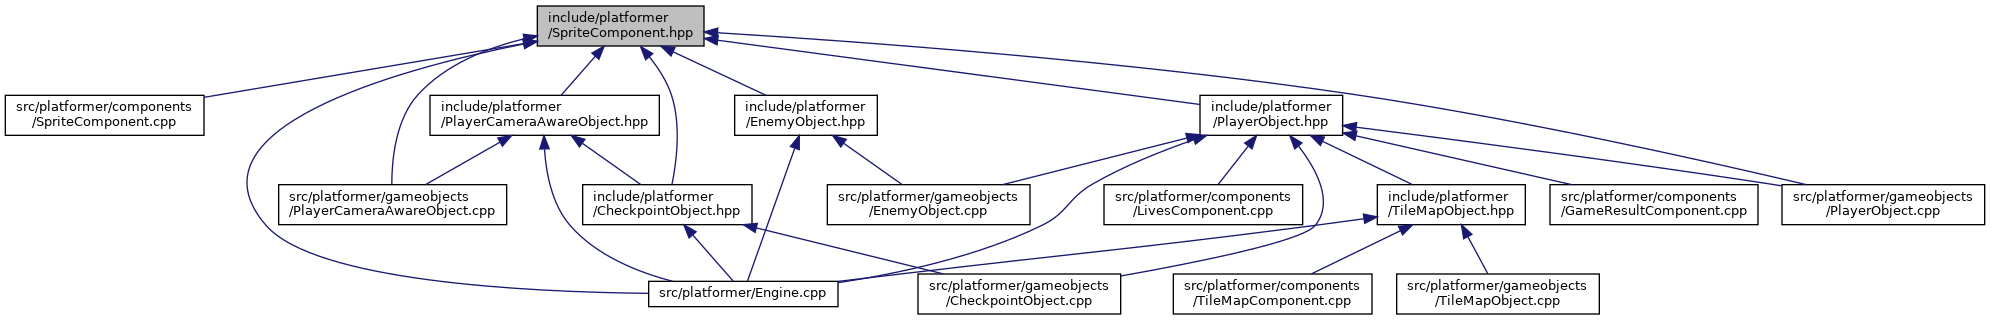 include/platformer
/SpriteComponent.hpp
src/platformer/components
/SpriteComponent.cpp
include/platformer
/PlayerCameraAwareObject.hpp
include/platformer
/EnemyObject.hpp
include/platformer
/PlayerObject.hpp
src/platformer/gameobjects
/PlayerCameraAwareObject.cpp
include/platformer
/CheckpointObject.hpp
src/platformer/gameobjects
/EnemyObject.cpp
src/platformer/components
/LivesComponent.cpp
include/platformer
/TileMapObject.hpp
src/platformer/components
/GameResultComponent.cpp
src/platformer/gameobjects
/PlayerObject.cpp
src/platformer/Engine.cpp
src/platformer/gameobjects
/CheckpointObject.cpp
src/platformer/components
/TileMapComponent.cpp
src/platformer/gameobjects
/TileMapObject.cpp